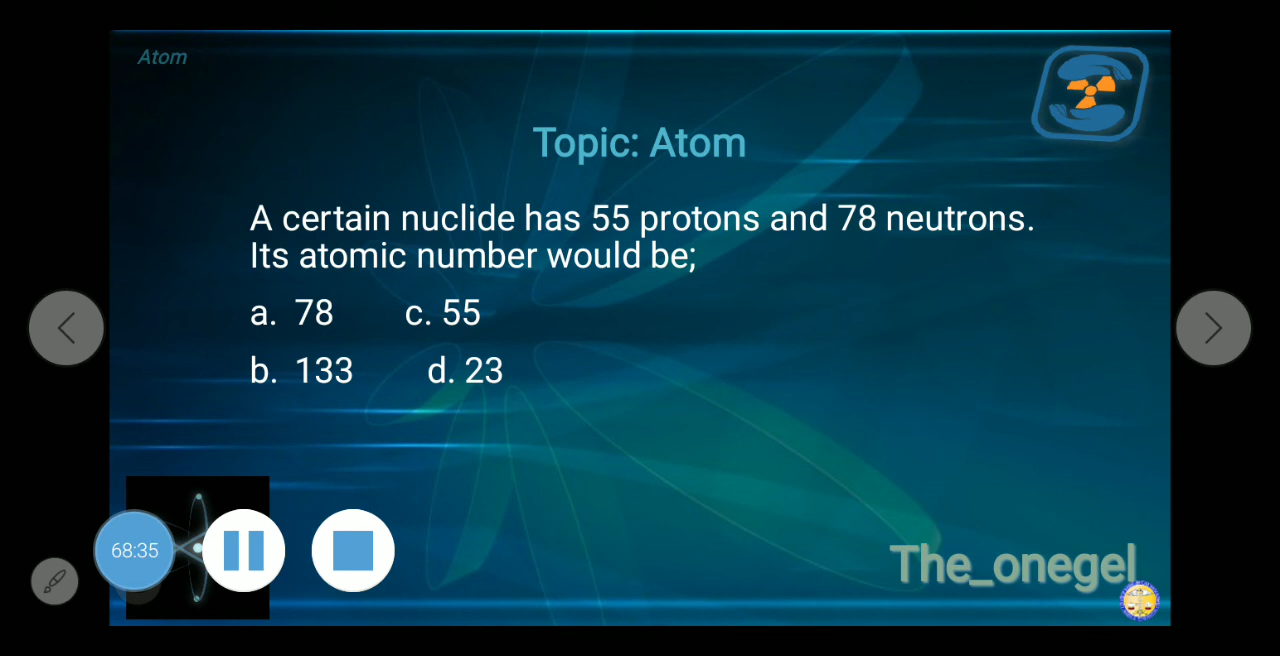 Atom
Topic: Atom
A certain nuclide has 55 protons and 78 neutrons.
Its atomic number would be;
a. 78 c. 55
b. 133 d. 23
68:35
The_onegel